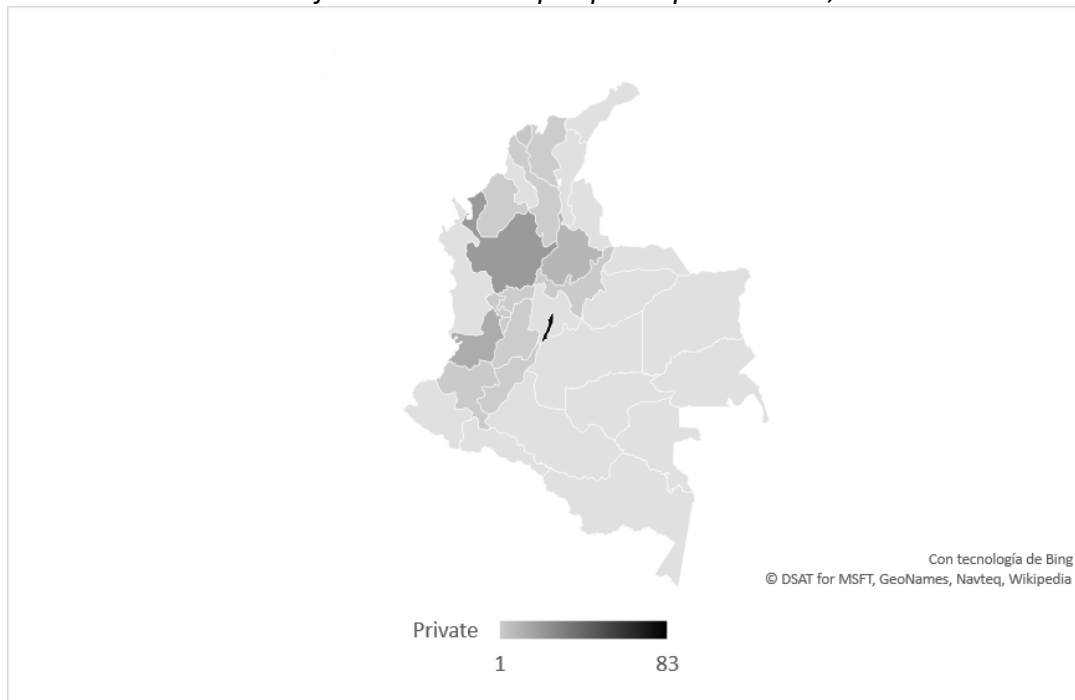 Con tecnología de Bing
© DSAT for MSFT, GeoNames, Navteq, Wikipedia
Private
1 83